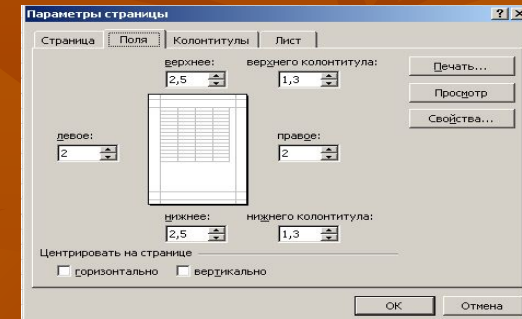 Параметры страницы
Страница Поля Колонтитулы Лист
верхнее: верхнего колонтитула:
2,5 1,3
Печать...
Просмотр
Свойства...
левое: правое:
2 2
нижнее: нижнего колонтитула:
2,5 1,3
Центрировать на странице
горизонтально вертикально
ОК Отмена